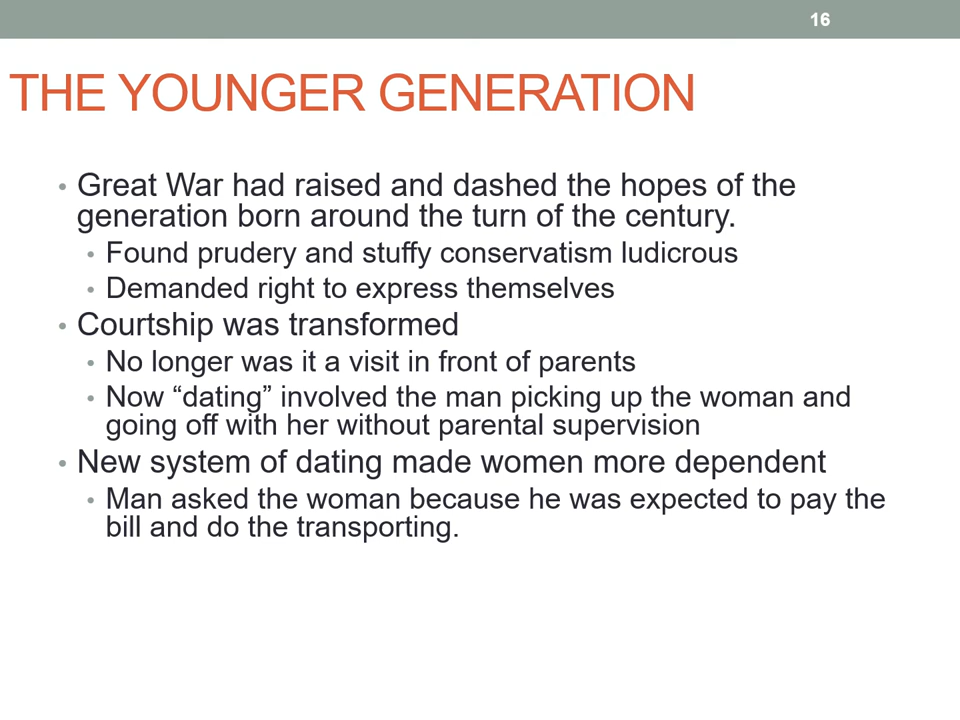 16
THE YOUNGER GENERATION
• Great War had raised and dashed the hopes of the
generation born around the turn of the century.
• Found prudery and stuffy conservatism ludicrous
• Demanded right to express themselves
• Courtship was transformed
• No longer was it a visit in front of parents
• Now “dating” involved the man picking up the woman and
going off with her without parental supervision
• New system of dating made women more dependent
• Man asked the woman because he was expected to pay the
bill and do the transporting.